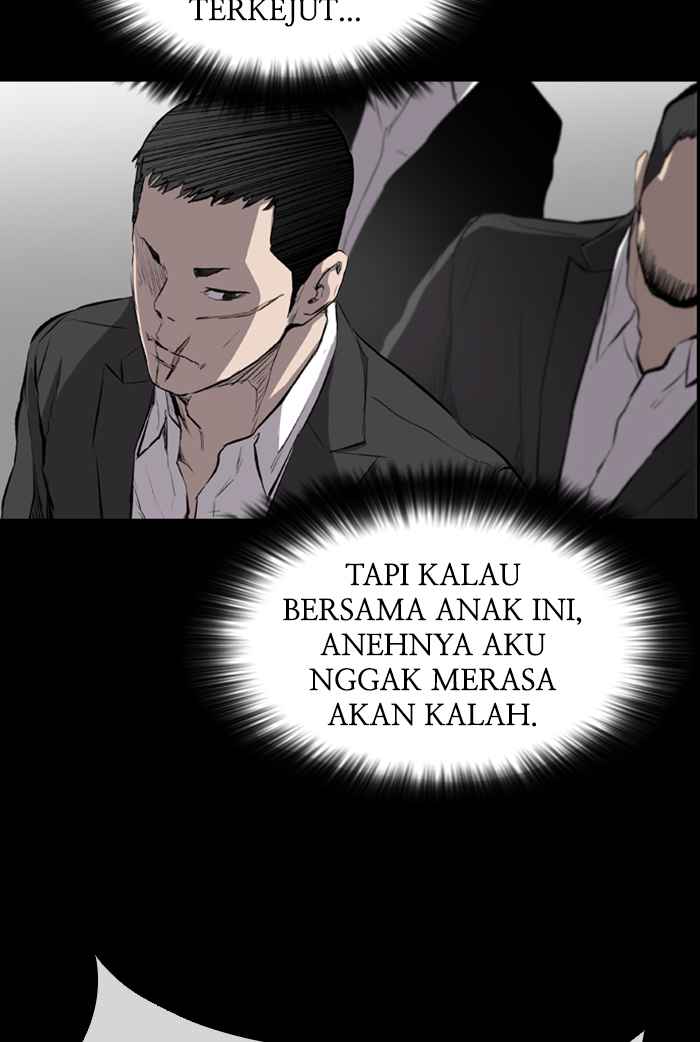 TERKEJUT...
TAPI KALAU
BERSAMA ANAK INI,
ANEHNYA AKU
NGGAK MERASA
AKAN KALAH.